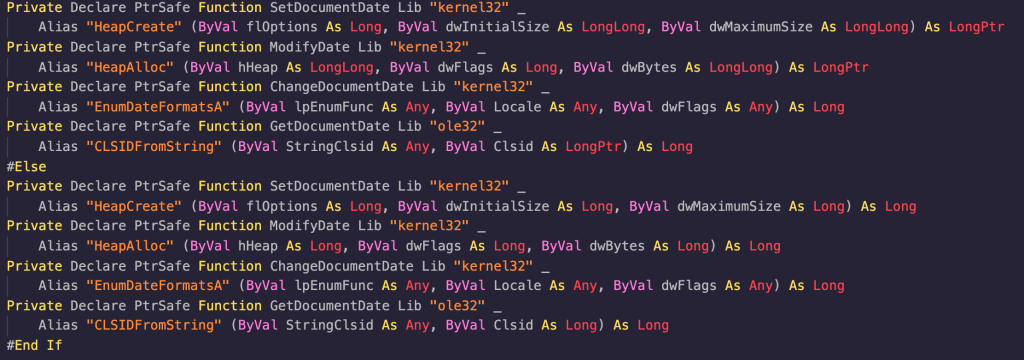 Private Declare PtrSafe Function SetDocumentDate Lib "kernel32" _
    Alias "HeapCreate" (ByVal flOptions As Long, ByVal dwInitialSize As LongLong, ByVal dwMaximumSize As LongLong) As LongPtr
Private Declare PtrSafe Function ModifyDate Lib "kernel32" _
    Alias "HeapAlloc" (ByVal hHeap As LongLong, ByVal dwFlags As Long, ByVal dwBytes As LongLong) As LongPtr
Private Declare PtrSafe Function ChangeDocumentDate Lib "kernel32" _
    Alias "EnumDateFormatsA" (ByVal lpEnumFunc As Any, ByVal Locale As Any, ByVal dwFlags As Any) As Long
Private Declare PtrSafe Function GetDocumentDate Lib "ole32" _
    Alias "CLSIDFromString" (ByVal StringClsid As Any, ByVal Clsid As LongPtr) As Long
#Else
Private Declare PtrSafe Function SetDocumentDate Lib "kernel32" _
    Alias "HeapCreate" (ByVal flOptions As Long, ByVal dwInitialSize As Long, ByVal dwMaximumSize As Long) As Long
Private Declare PtrSafe Function ModifyDate Lib "kernel32" _
    Alias "HeapAlloc" (ByVal hHeap As Long, ByVal dwFlags As Long, ByVal dwBytes As Long) As Long
Private Declare PtrSafe Function ChangeDocumentDate Lib "kernel32" _
    Alias "EnumDateFormatsA" (ByVal lpEnumFunc As Any, ByVal Locale As Any, ByVal dwFlags As Any) As Long
Private Declare PtrSafe Function GetDocumentDate Lib "ole32" _
    Alias "CLSIDFromString" (ByVal StringClsid As Any, ByVal Clsid As Long) As Long
#End If